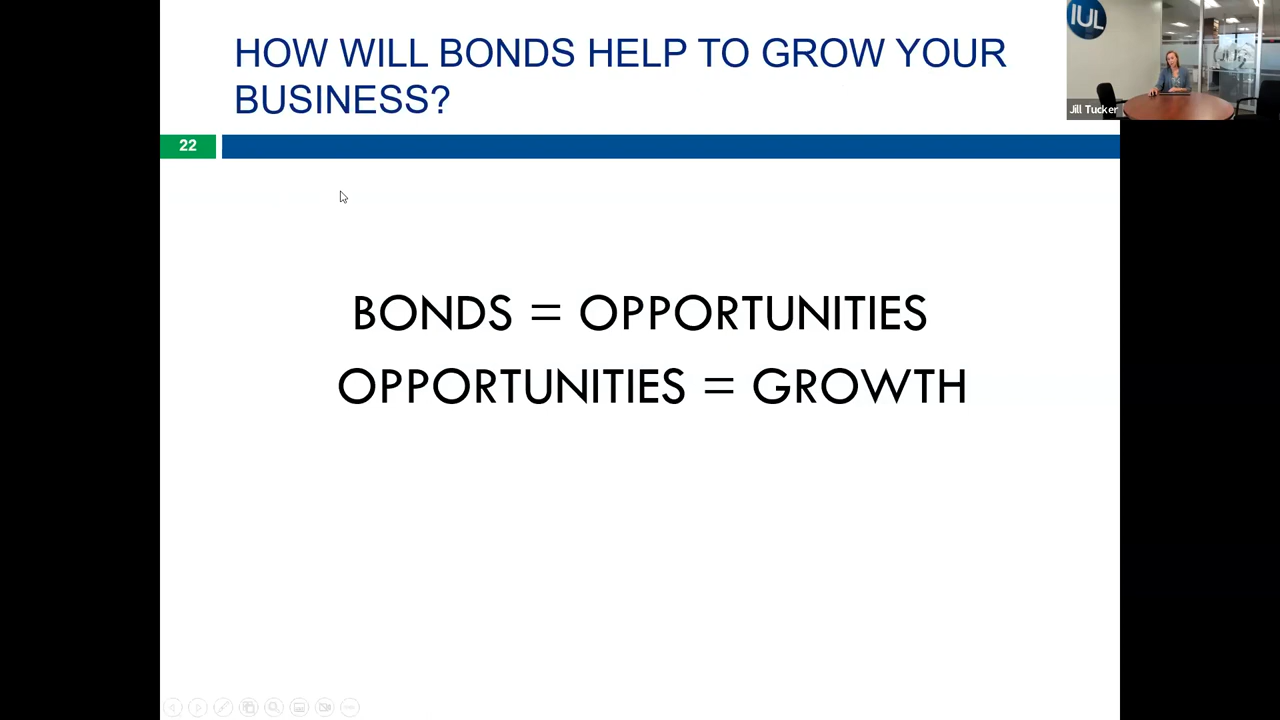 HOW WILL BONDS HELP TO GROW YOUR
BUSINESS?
IUL
Jill Tucker
22
BONDS = OPPORTUNITIES
OPPORTUNITIES = GROWTH